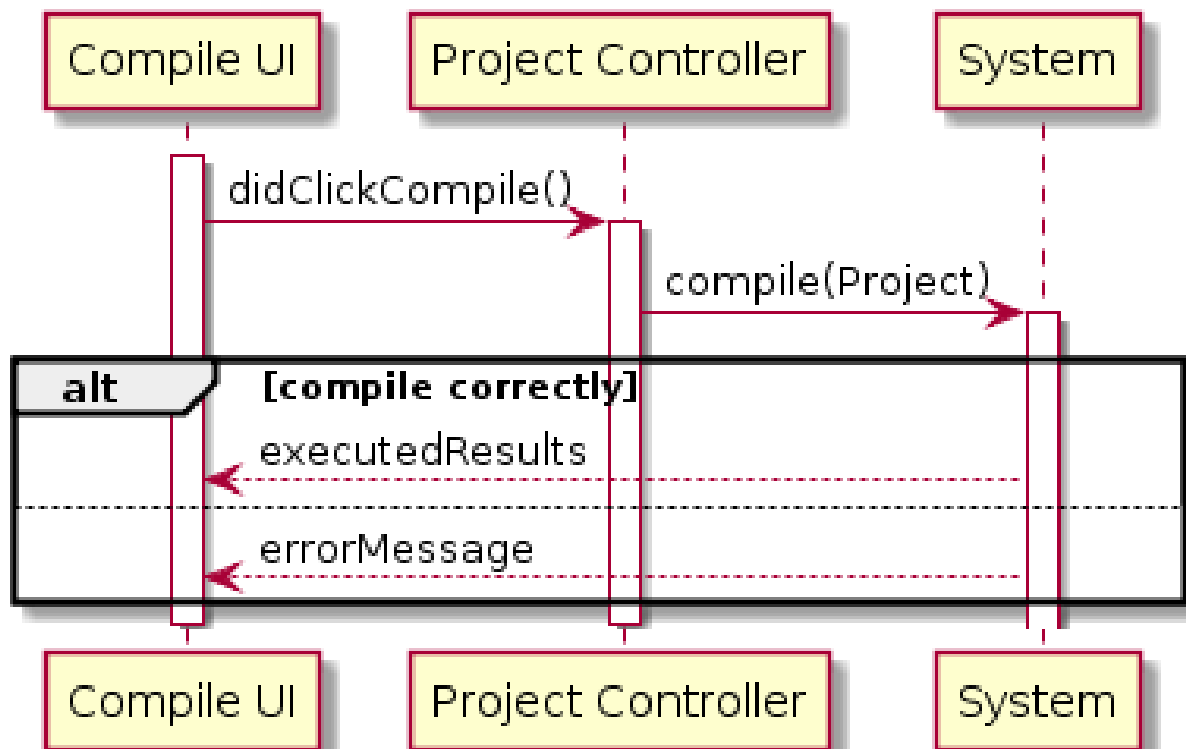 Compile UI
Project Controller
System
didClickCompile()
compile(Project)
alt
[compile correctly]
executedResults
errorMessage
Compile UI
Project Controller
System